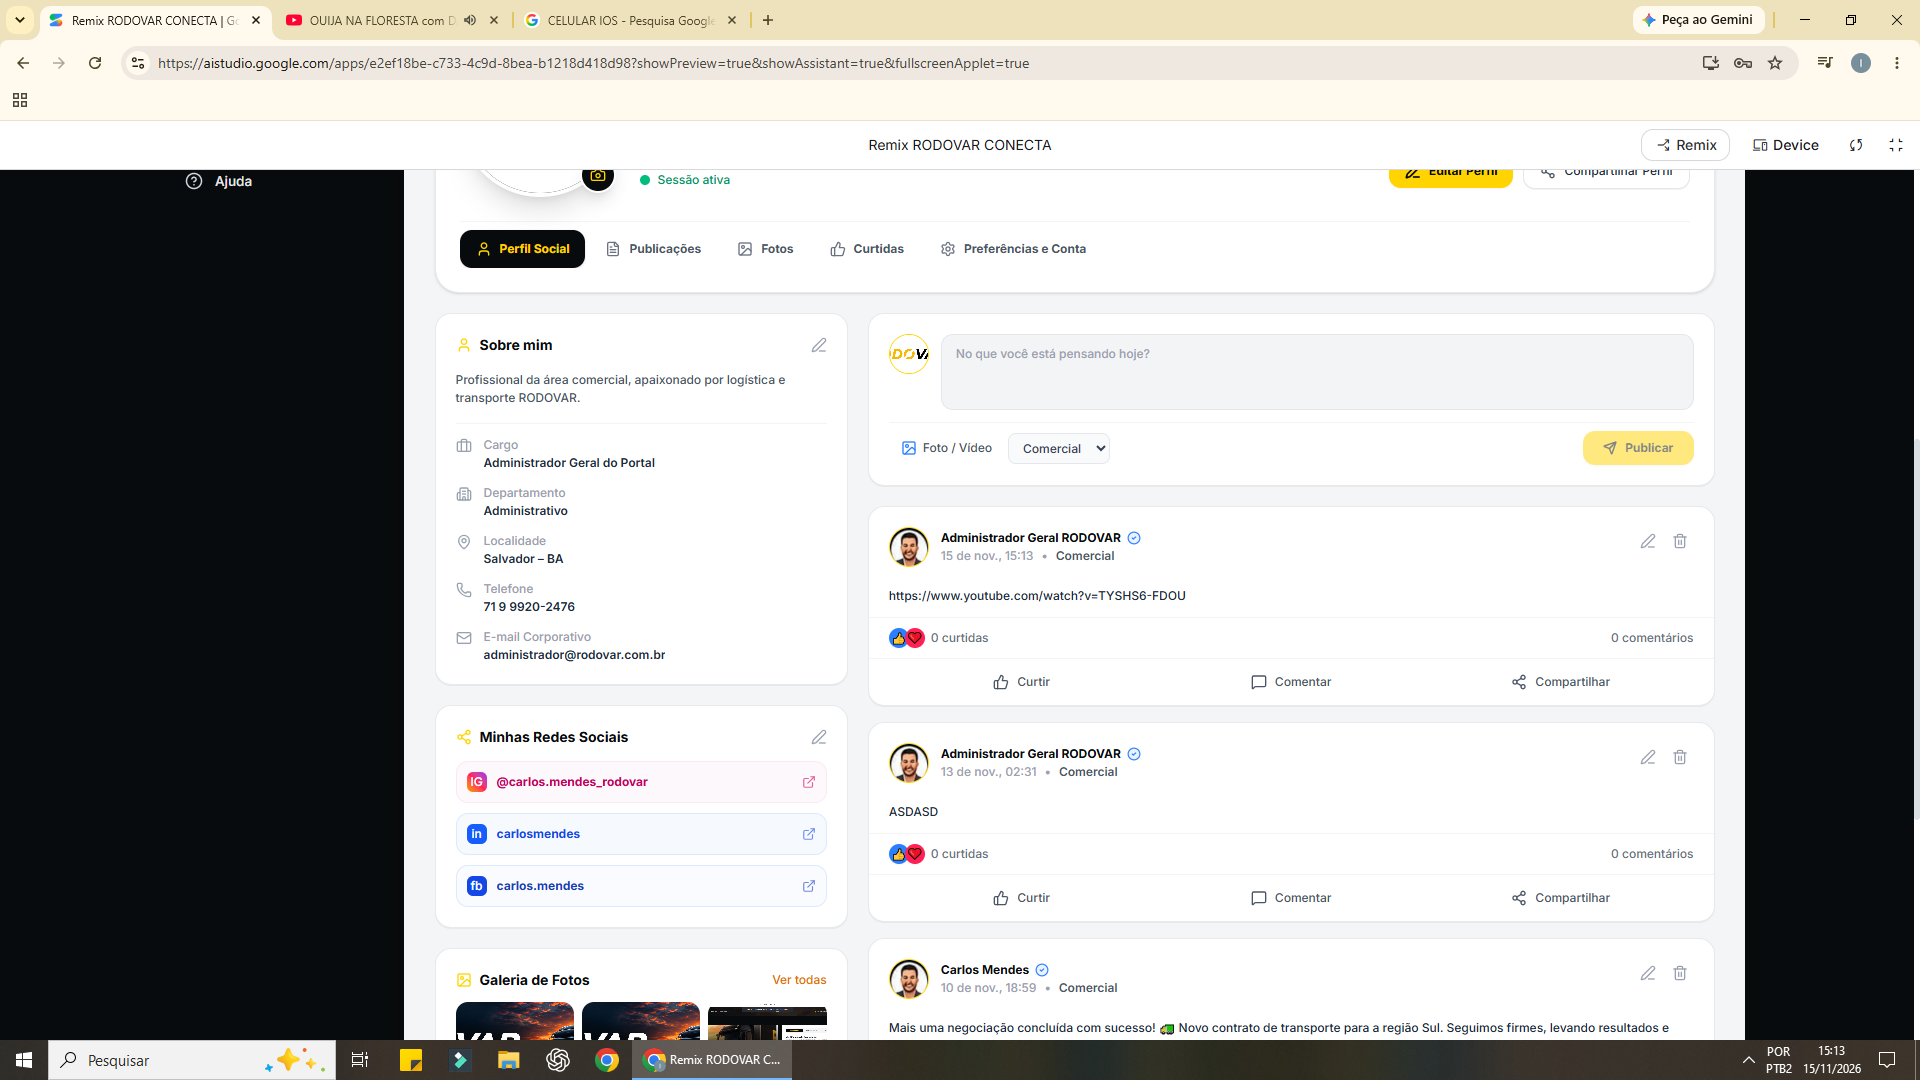 Remix RODOVAR CONECTA | Go
OUIJA NA FLORESTA com D
CELULAR IOS - Pesquisa Google
Peça ao Gemini
https://aistudio.google.com/apps/e2ef18be-c733-4c9d-8bea-b1218d418d98?showPreview=true&showAssistant=true&fullscreenApplet=true
I
Remix RODOVAR CONECTA
Remix
Device
Ajuda
Sessão ativa
Editar Perfil
Compartilhar Perfil
Perfil Social
Publicações
Fotos
Curtidas
Preferências e Conta
Sobre mim
Profissional da área comercial, apaixonado por logística e
transporte RODOVAR.
Cargo
Administrador Geral do Portal
Departamento
Administrativo
Localidade
Salvador – BA
Telefone
71 9 9920-2476
E-mail Corporativo
administrador@rodovar.com.br
Minhas Redes Sociais
IG @carlos.mendes_rodovar
in carlosmendes
fb carlos.mendes
Galeria de Fotos
Ver todas
No que você está pensando hoje?
Foto / Vídeo
Comercial
Publicar
Administrador Geral RODOVAR
15 de nov., 15:13 • Comercial
https://www.youtube.com/watch?v=TYSHS6-FDOU
0 curtidas
0 comentários
Curtir
Comentar
Compartilhar
Administrador Geral RODOVAR
13 de nov., 02:31 • Comercial
ASDASD
0 curtidas
0 comentários
Curtir
Comentar
Compartilhar
Carlos Mendes
10 de nov., 18:59 • Comercial
Mais uma negociação concluída com sucesso! 🚛 Novo contrato de transporte para a região Sul. Seguimos firmes, levando resultados e
Pesquisar
Remix RODOVAR C...
POR
PTB2
15:13
15/11/2026